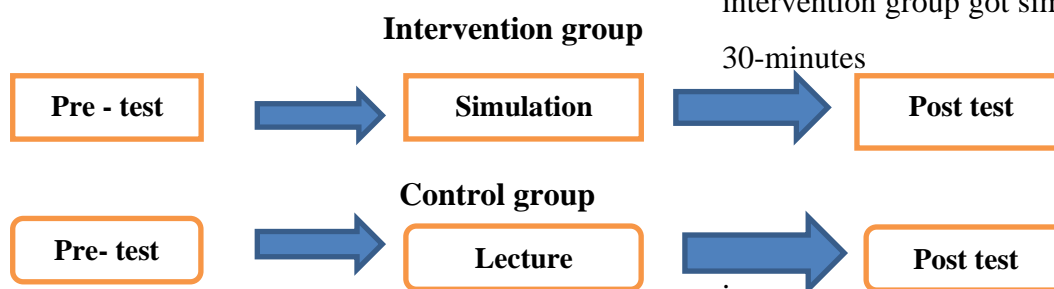 intervention group got sim
Intervention group
30-minutes
Pre - test
Simulation
Post test
Control group
Pre- test
Lecture
Post test